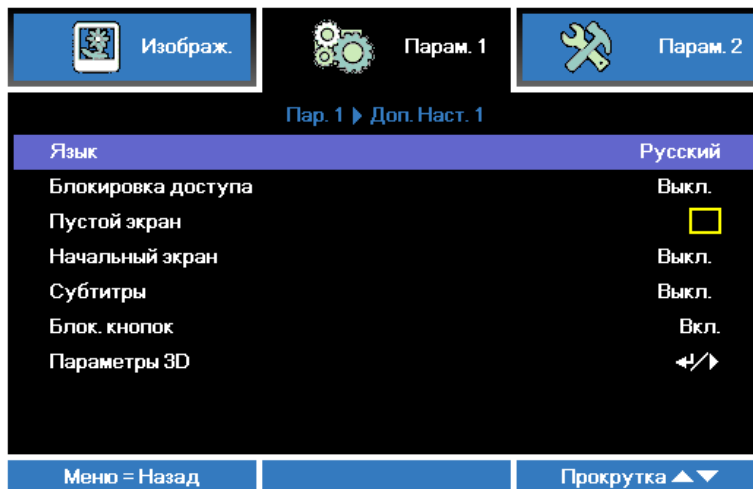 Изображ.
Парам. 1
Парам. 2
Пар. 1 ▶ Доп. Наст. 1
Язык Русский
Блокировка доступа Выкл.
Пустой экран
Начальный экран Выкл.
Субтитры Выкл.
Блок. кнопок Вкл.
Параметры 3D ↵/▶
Меню = Назад
Прокрутка ▲▼